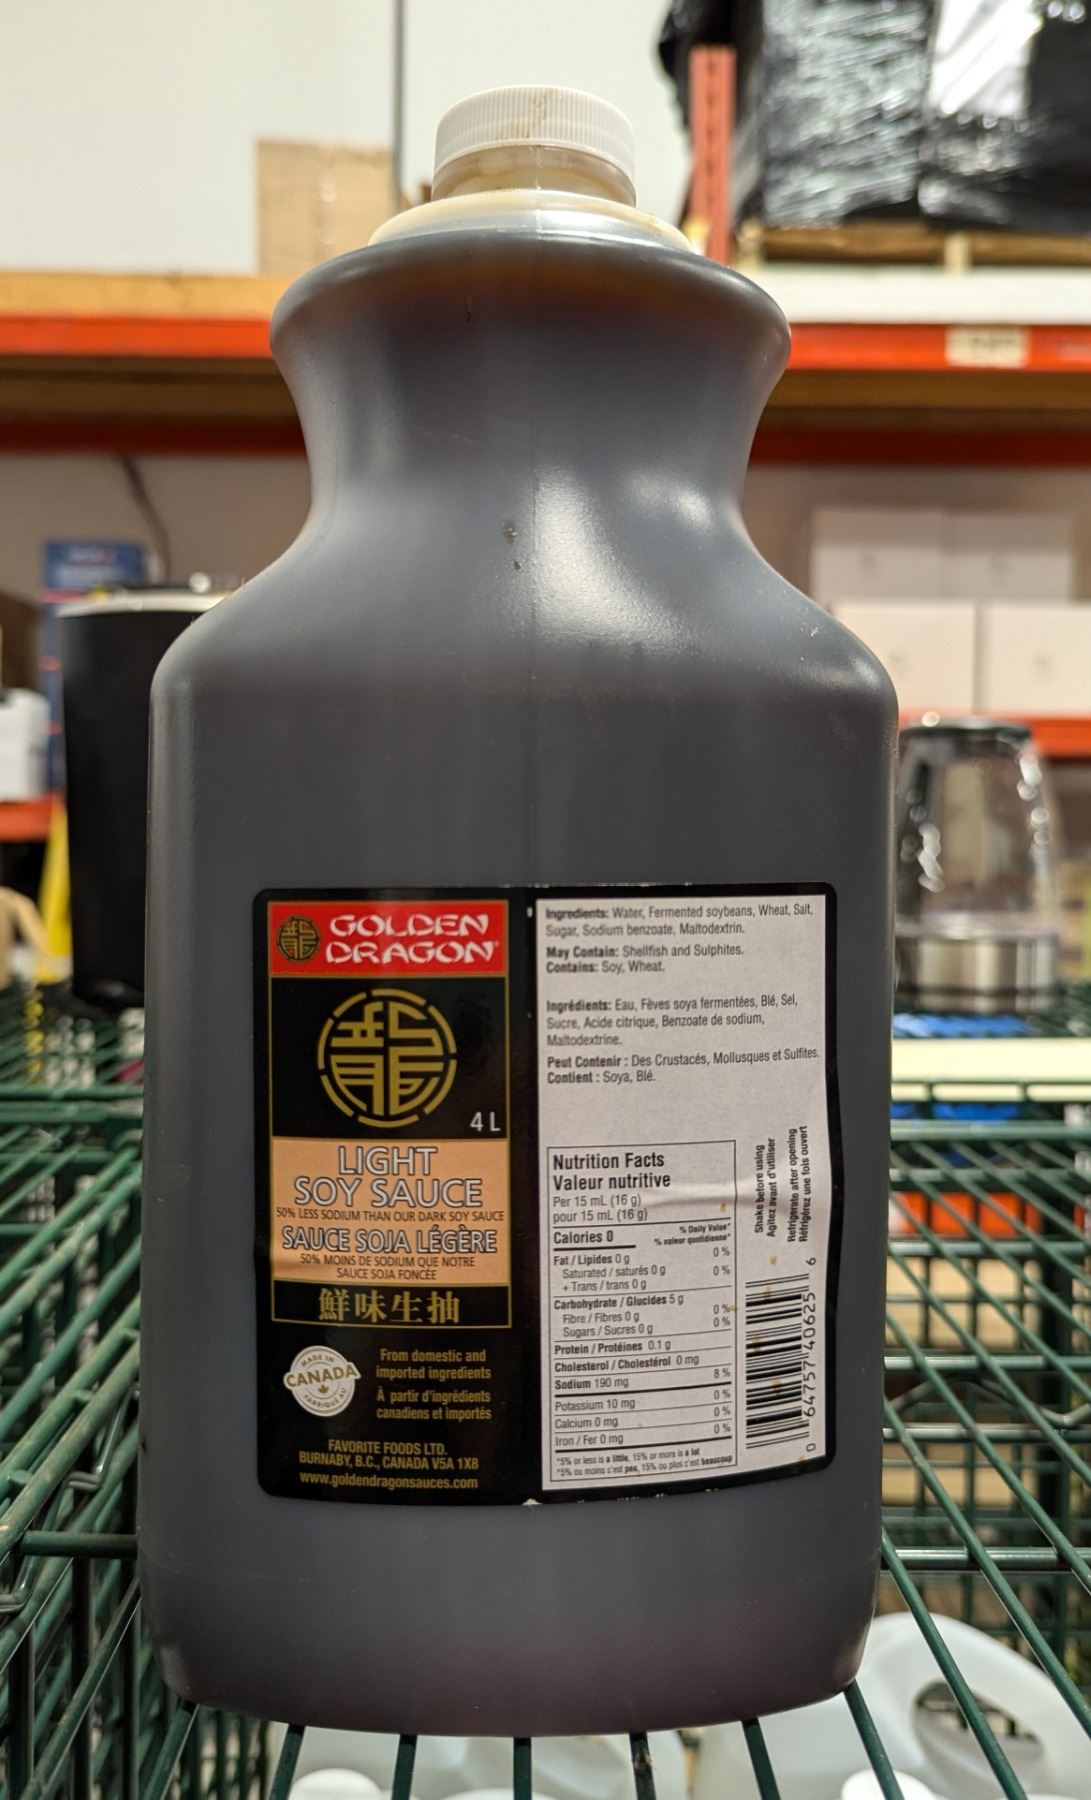 GOLDEN
DRAGON®
4 L
LIGHT
SOY SAUCE
50% LESS SODIUM THAN OUR DARK SOY SAUCE
SAUCE SOJA LÉGÈRE
50% MOINS DE SODIUM QUE NOTRE
SAUCE SOJA FONCÉE
鮮味生抽
MADE IN
CANADA
FABRIQUÉ AU
From domestic and
imported ingredients
À partir d'ingrédients
canadiens et importés
FAVORITE FOODS LTD.
BURNABY, B.C., CANADA V5A 1X8
www.goldendragonsauces.com
Ingredients: Water, Fermented soybeans, Wheat, Salt,
Sugar, Sodium benzoate, Maltodextrin.
May Contain: Shellfish and Sulphites.
Contains: Soy, Wheat.
Ingrédients: Eau, Fèves soya fermentées, Blé, Sel,
Sucre, Acide citrique, Benzoate de sodium,
Maltodextrine.
Peut Contenir : Des Crustacés, Mollusques et Sulfites.
Contient : Soya, Blé.
Nutrition Facts
Valeur nutritive
Per 15 mL (16 g)
pour 15 mL (16 g)
% Daily Value*
Calories 0 % valeur quotidienne*
Fat / Lipides 0 g 0 %
Saturated / saturés 0 g 0 %
+ Trans / trans 0 g
Carbohydrate / Glucides 5 g
Fibre / Fibres 0 g 0 %
Sugars / Sucres 0 g 0 %
Protein / Protéines 0.1 g
Cholesterol / Cholestérol 0 mg
Sodium 190 mg 8 %
Potassium 10 mg 0 %
Calcium 0 mg 0 %
Iron / Fer 0 mg 0 %
*5% or less is a little, 15% or more is a lot
*5% ou moins c'est peu, 15% ou plus c'est beaucoup
Shake before using
Agitez avant d'utiliser
Refrigerate after opening
Réfrigérez une fois ouvert
0 64757 40625 6